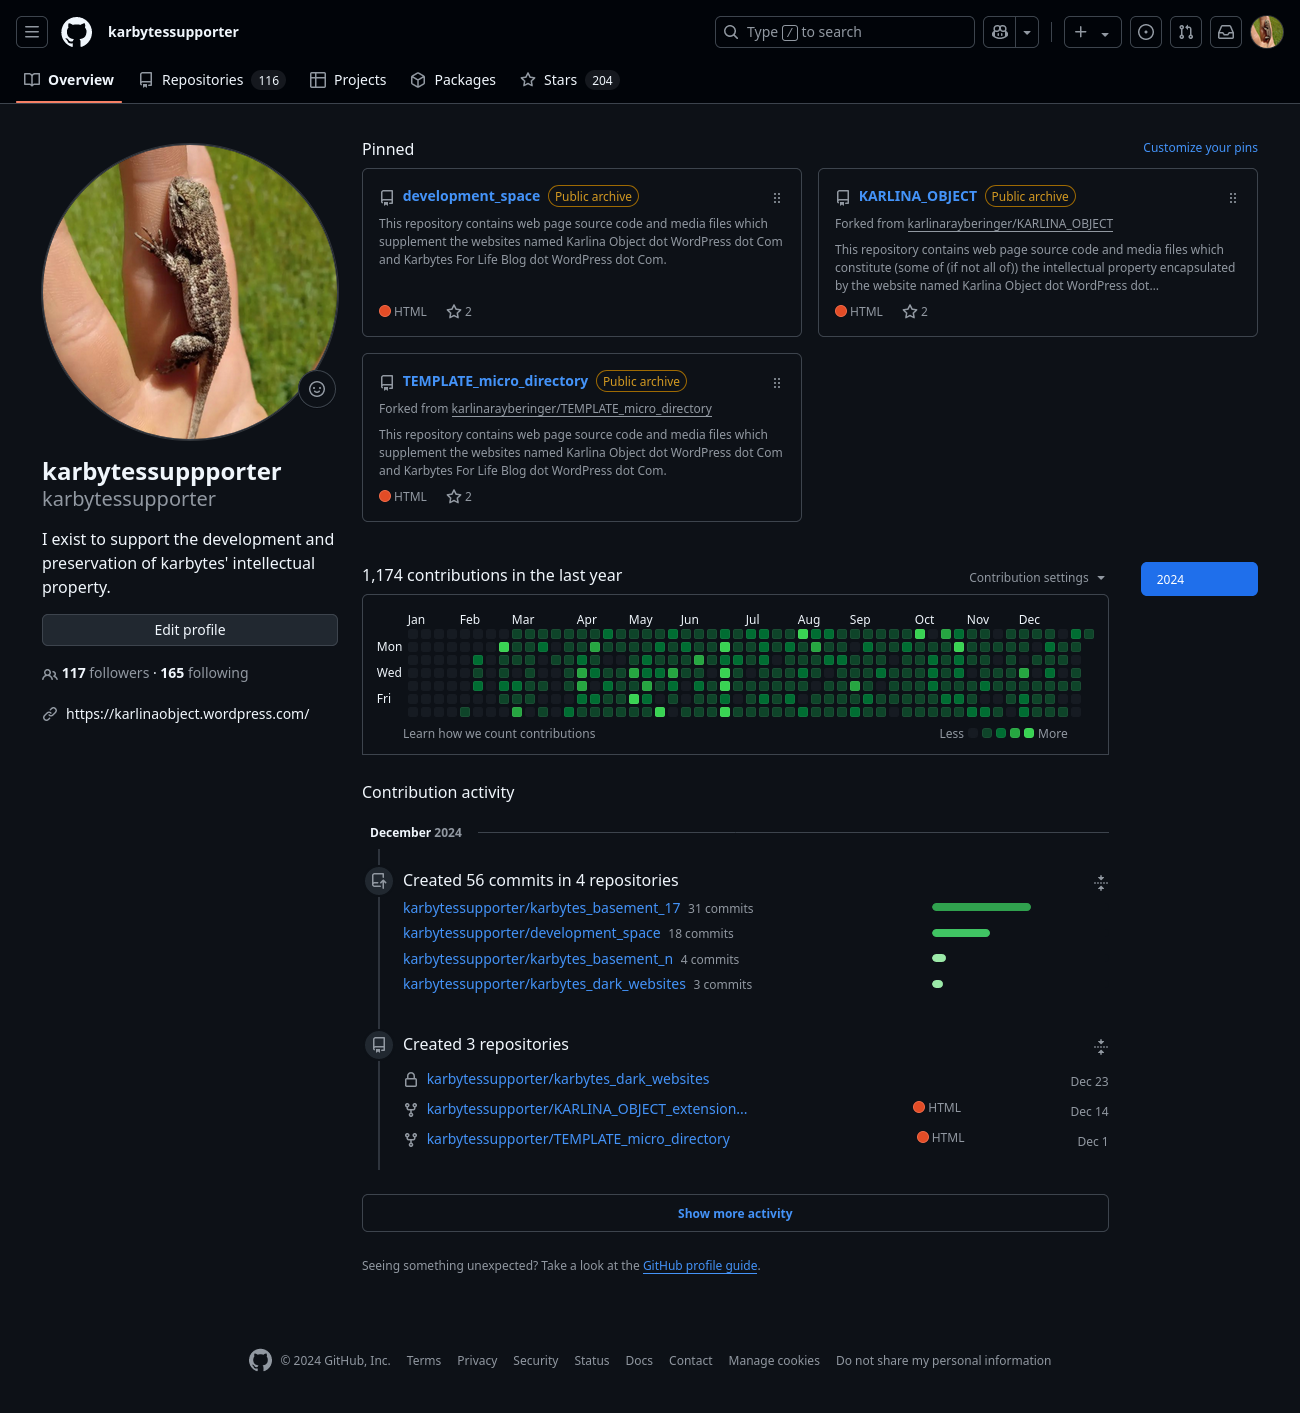 karbytessupporter
Type / to search
Overview
Repositories 116
Projects
Packages
Stars 204
karbytessuppporter
karbytessupporter
I exist to support the development and
preservation of karbytes' intellectual
property.
Edit profile
117 followers · 165 following
https://karlinaobject.wordpress.com/
Pinned
Customize your pins
development_space Public archive
This repository contains web page source code and media files which
supplement the websites named Karlina Object dot WordPress dot Com
and Karbytes For Life Blog dot WordPress dot Com.
HTML 2
KARLINA_OBJECT Public archive
Forked from karlinarayberinger/KARLINA_OBJECT
This repository contains web page source code and media files which
constitute (some of (if not all of)) the intellectual property encapsulated
by the website named Karlina Object dot WordPress dot…
HTML 2
TEMPLATE_micro_directory Public archive
Forked from karlinarayberinger/TEMPLATE_micro_directory
This repository contains web page source code and media files which
supplement the websites named Karlina Object dot WordPress dot Com
and Karbytes For Life Blog dot WordPress dot Com.
HTML 2
1,174 contributions in the last year
Contribution settings
2024
Jan Feb Mar Apr May Jun Jul Aug Sep Oct Nov Dec
Mon
Wed
Fri
Learn how we count contributions
Less More
Contribution activity
December 2024
Created 56 commits in 4 repositories
karbytessupporter/karbytes_basement_17 31 commits
karbytessupporter/development_space 18 commits
karbytessupporter/karbytes_basement_n 4 commits
karbytessupporter/karbytes_dark_websites 3 commits
Created 3 repositories
karbytessupporter/karbytes_dark_websites Dec 23
karbytessupporter/KARLINA_OBJECT_extension… HTML Dec 14
karbytessupporter/TEMPLATE_micro_directory HTML Dec 1
Show more activity
Seeing something unexpected? Take a look at the GitHub profile guide.
© 2024 GitHub, Inc. Terms Privacy Security Status Docs Contact Manage cookies Do not share my personal information